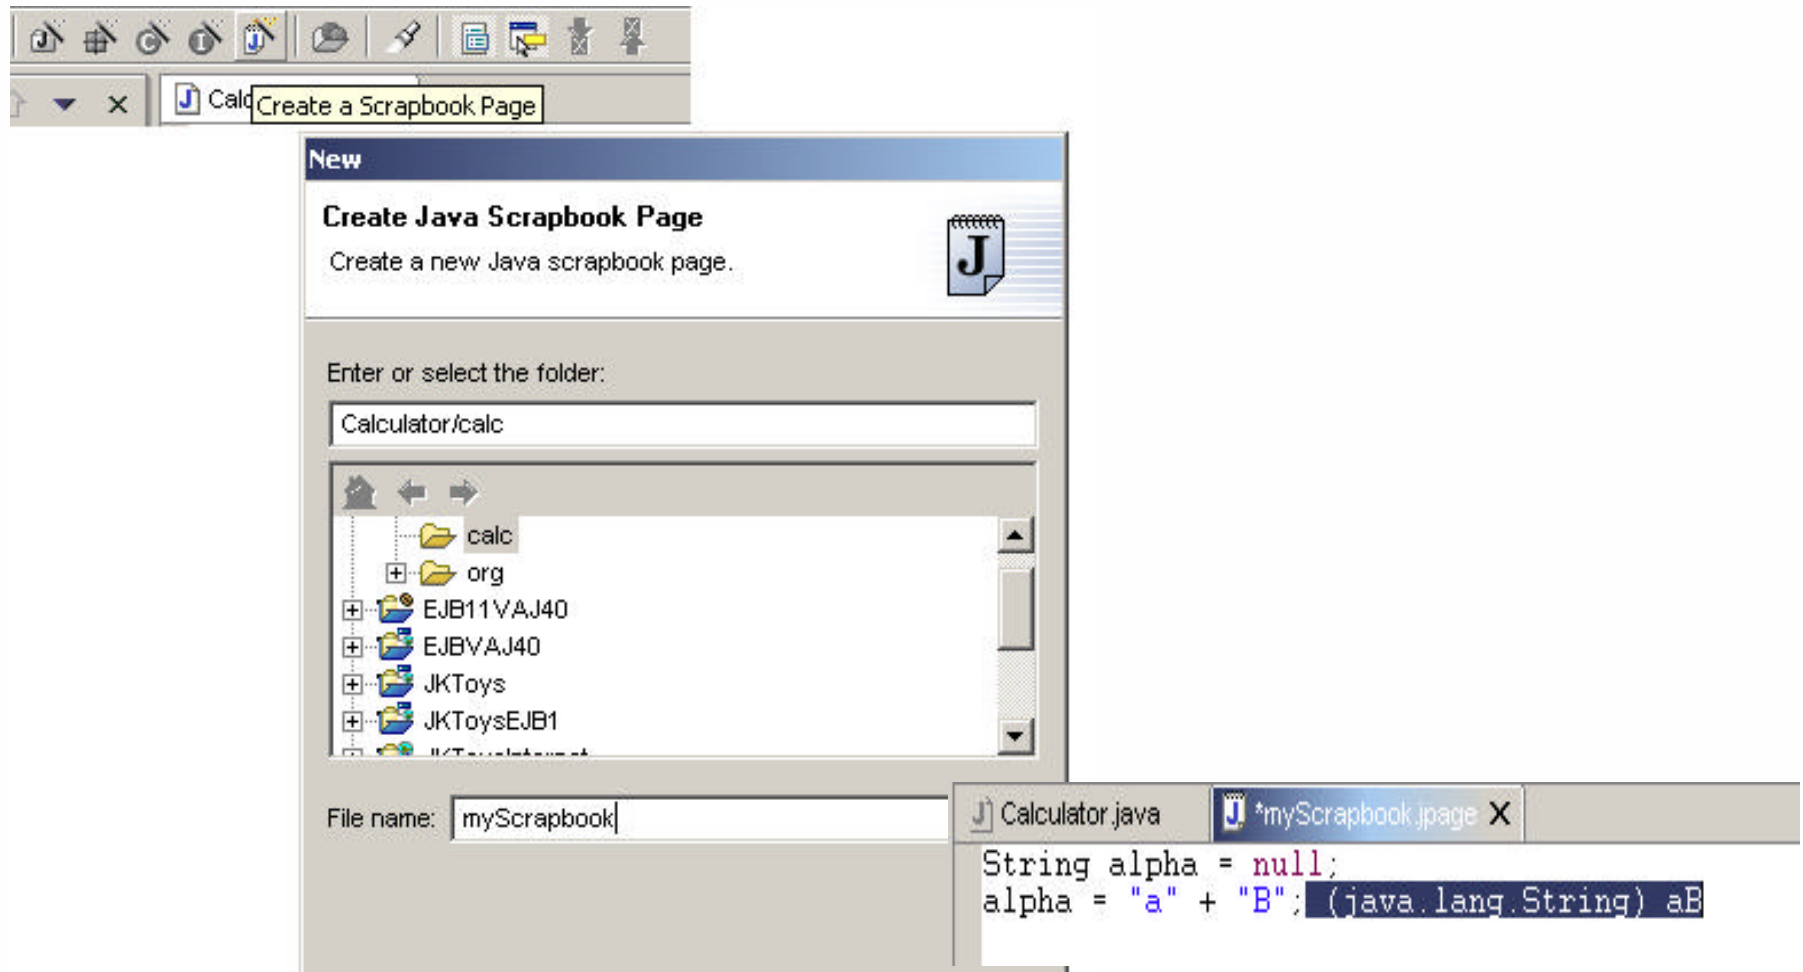 Calc
Create a Scrapbook Page
New
Create Java Scrapbook Page
Create a new Java scrapbook page.
J
Enter or select the folder:
Calculator/calc
calc
org
EJB11VAJ40
EJBVAJ40
JKToys
JKToysEJB1
JKToysInternet
File name: myScrapbook
Calculator.java *myScrapbook.jpage X
String alpha = null;
alpha = "a" + "B"; (java.lang.String) aB